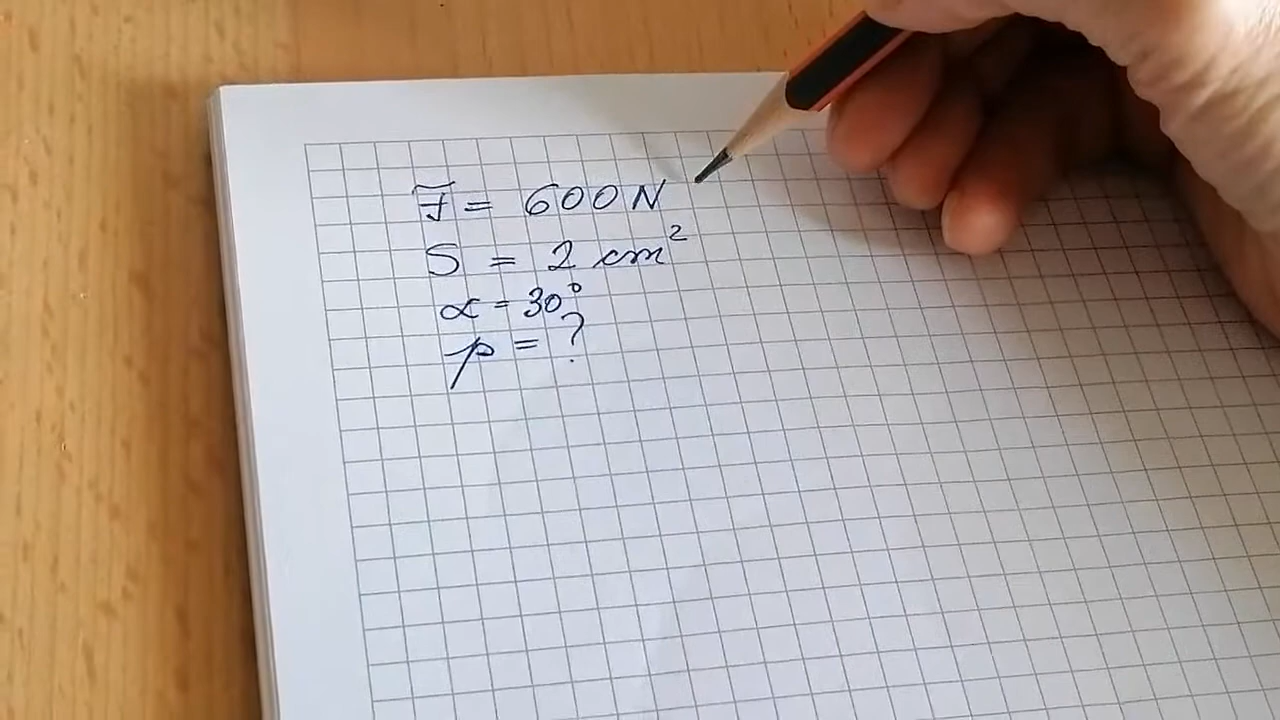 F = 600 N
S = 2 cm²
α = 30°
p = ?